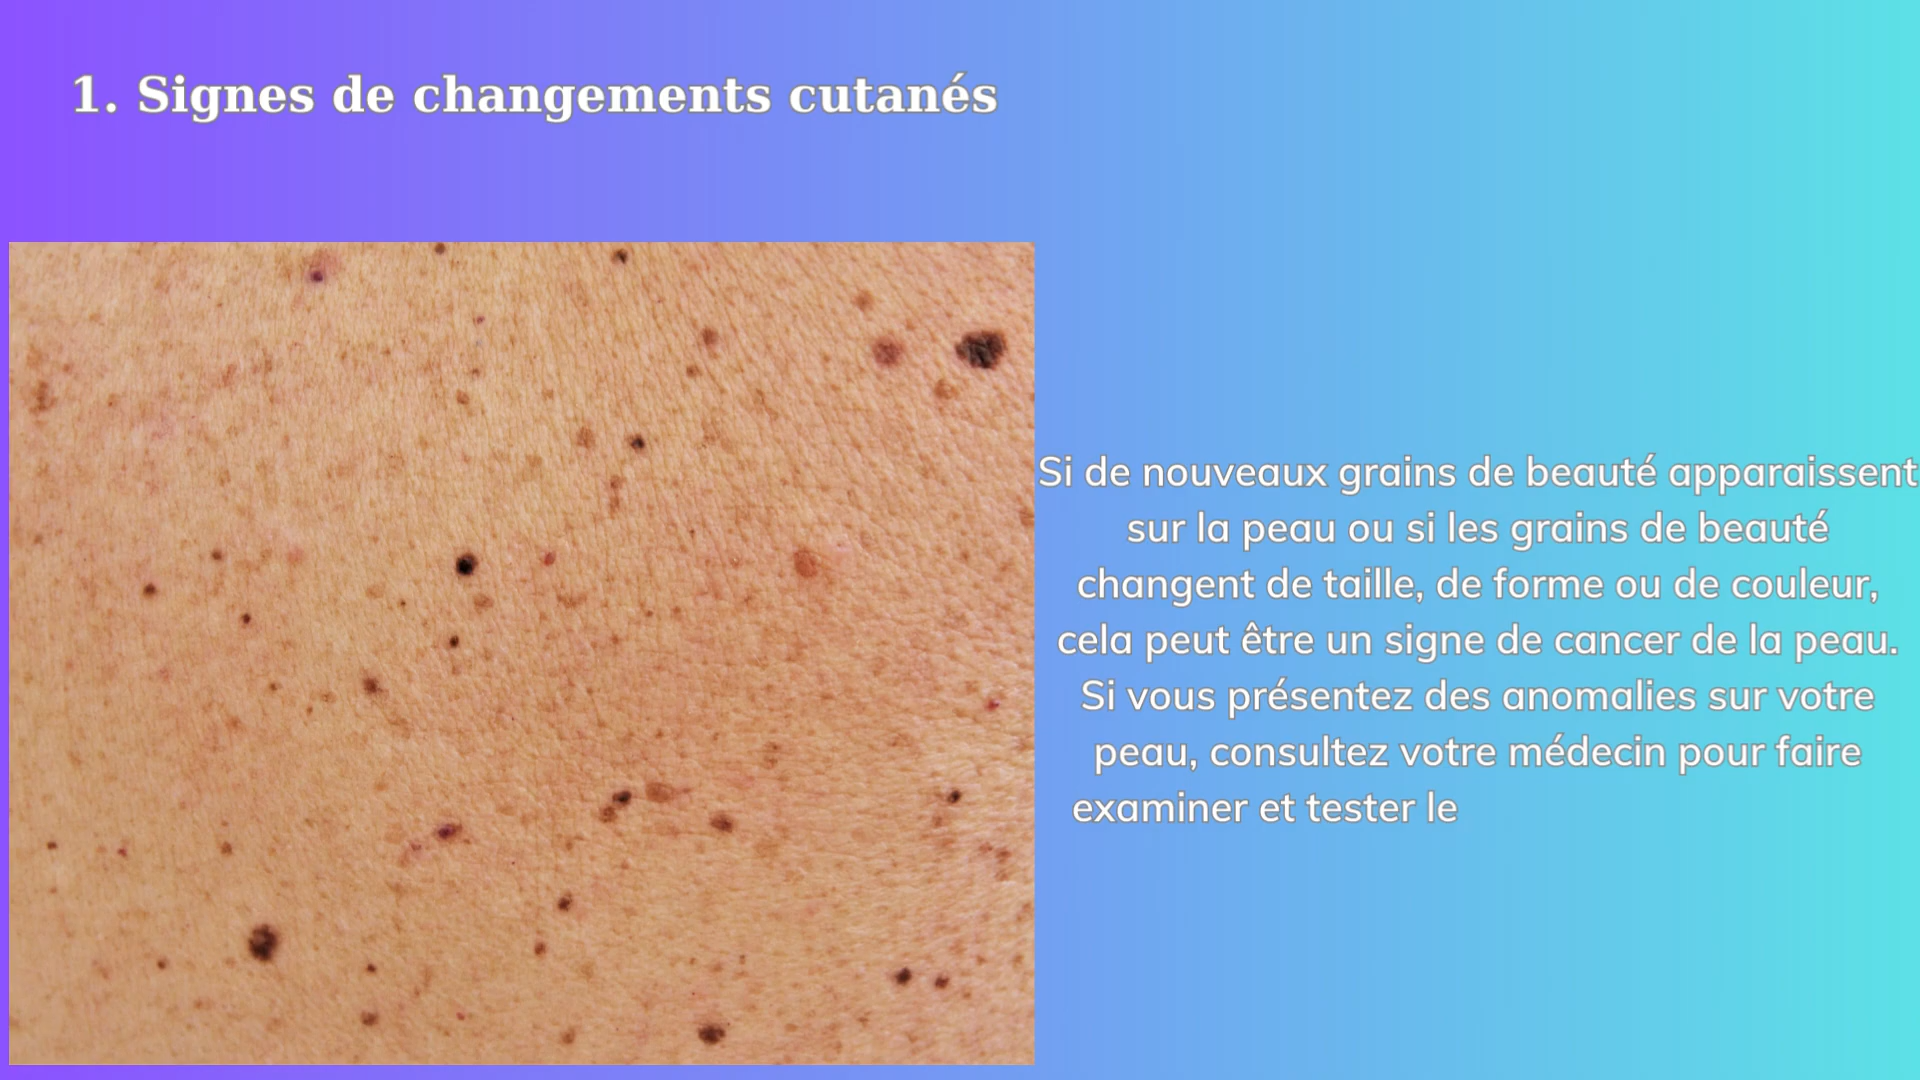 1. Signes de changements cutanés
Si de nouveaux grains de beauté apparaissent
sur la peau ou si les grains de beauté
changent de taille, de forme ou de couleur,
cela peut être un signe de cancer de la peau.
Si vous présentez des anomalies sur votre
peau, consultez votre médecin pour faire
examiner et tester le